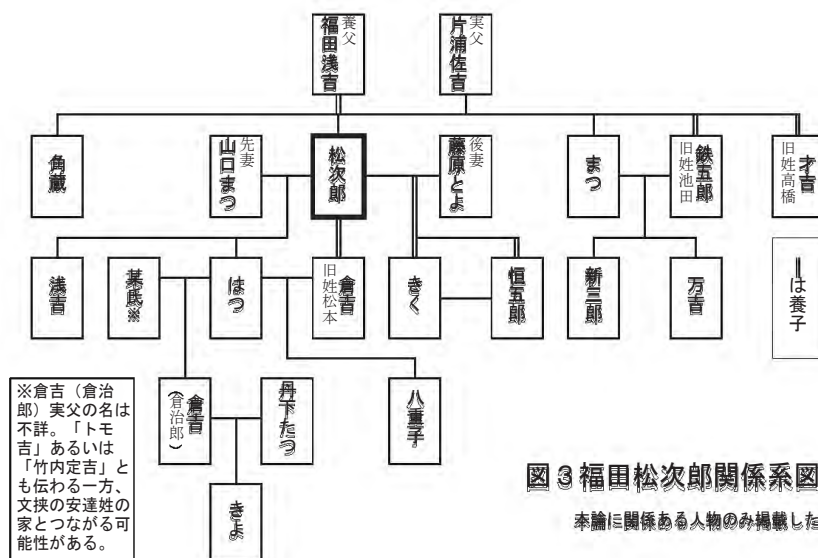 養父
福田浅吉
実父
片浦佐吉
角蔵
先妻
山口まつ
松次郎
後妻
藤原とよ
まつ
鉄五郎
旧姓池田
才吉
旧姓高橋
浅吉
某氏※
はつ
倉吉
旧姓松本
きく
恒五郎
新三郎
万吉
‖は養子
※倉吉（倉治
郎）実父の名は
不詳。「トモ
吉」あるいは
「竹内定吉」と
も伝わる一方、
文挟の安達姓の
家とつながる可
能性がある。
倉吉
（倉治郎）
丹下たつ
八重子
きよ
図3福田松次郎関係系図
本論に関係ある人物のみ掲載した